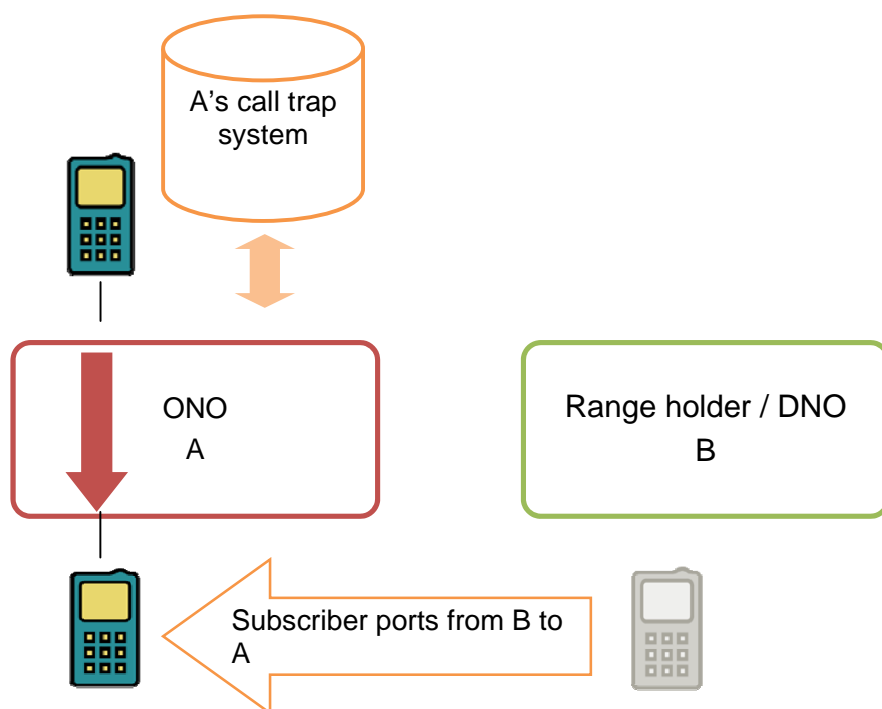 A’s call trap
system
ONO
A
Range holder / DNO
B
Subscriber ports from B to
A